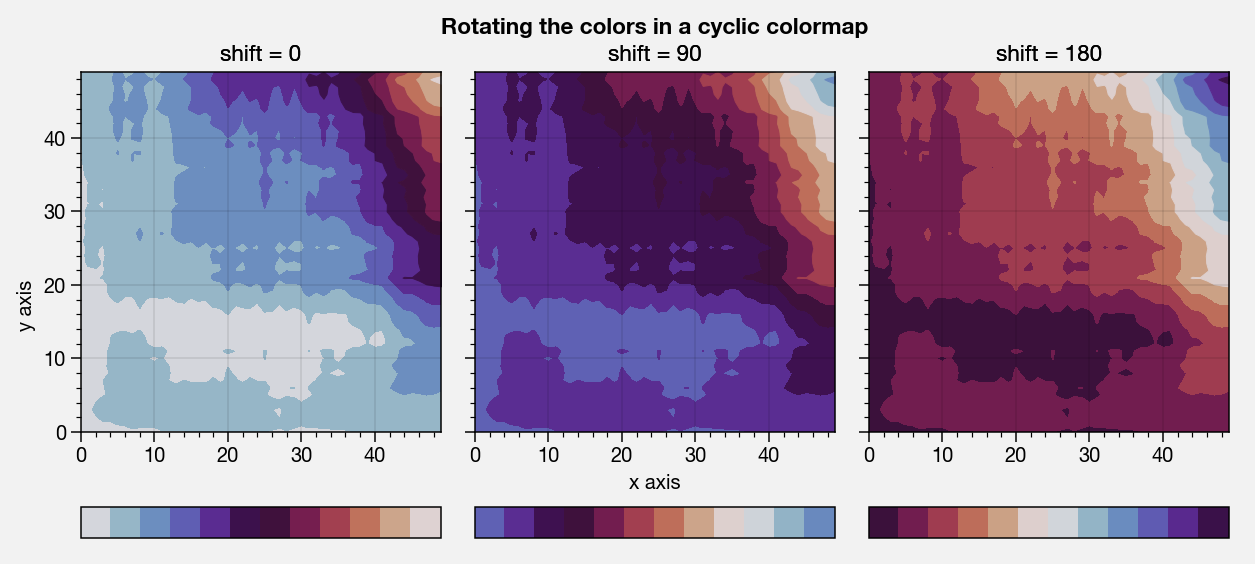 Rotating the colors in a cyclic colormap
shift = 0
shift = 90
shift = 180
y axis
40
30
20
10
0
0 10 20 30 40
0 10 20 30 40
0 10 20 30 40
x axis